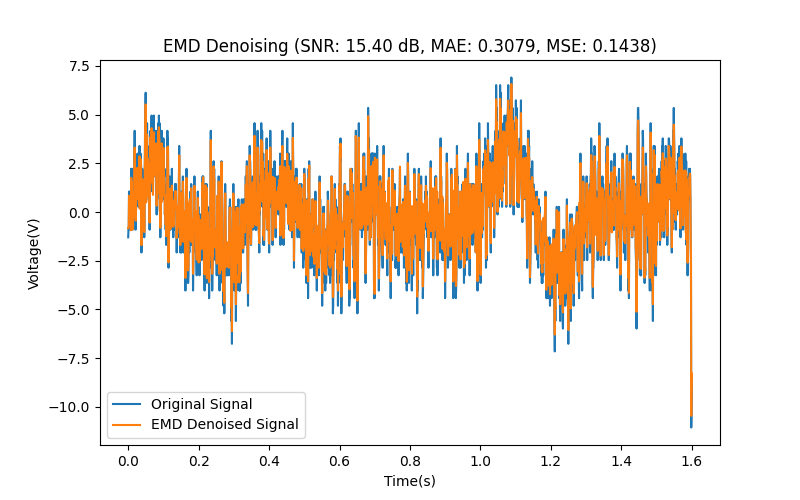 EMD Denoising (SNR: 15.40 dB, MAE: 0.3079, MSE: 0.1438)
7.5
5.0
2.5
0.0
−2.5
−5.0
−7.5
−10.0
Voltage(V)
Original Signal
EMD Denoised Signal
0.0 0.2 0.4 0.6 0.8 1.0 1.2 1.4 1.6
Time(s)